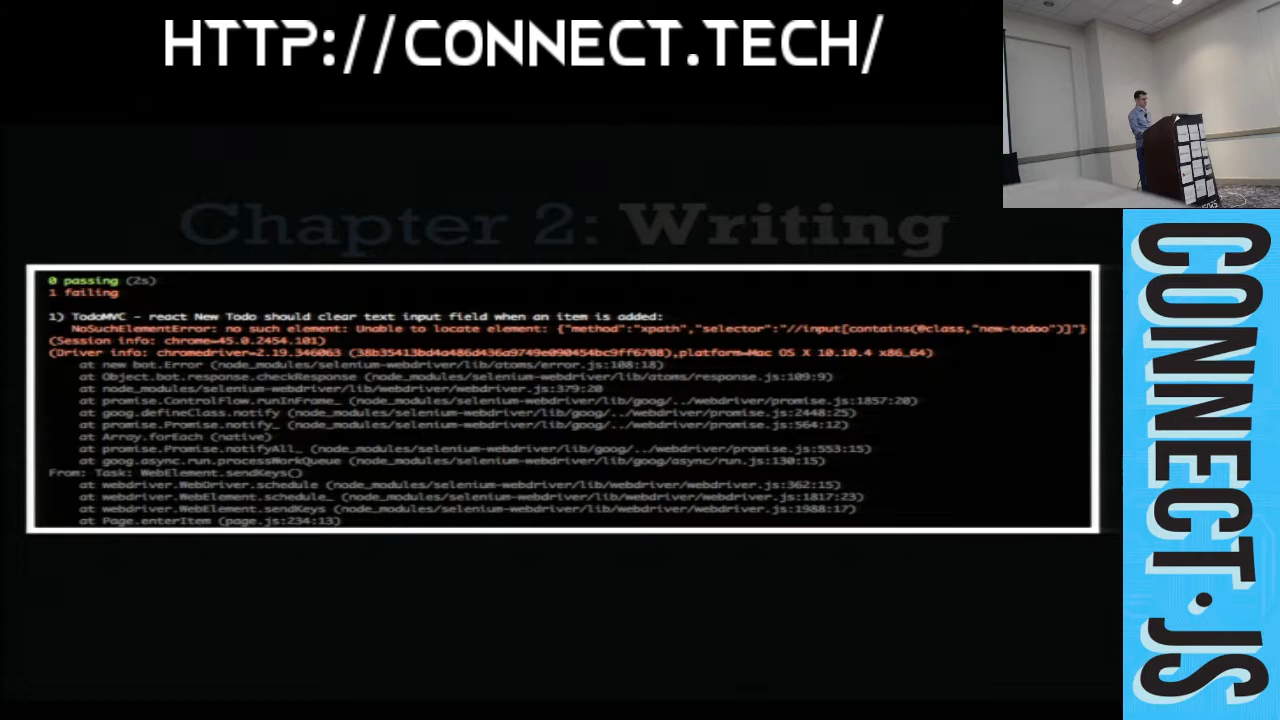 HTTP://CONNECT.TECH/
Chapter 2: Writing
0 passing (2s)
1 failing
1) TodoMVC - react New Todo should clear text input field when an item is added:
NoSuchElementError: no such element: Unable to locate element: {"method":"xpath","selector":"//input[contains(@class,"new-todoo")]"}
(Session info: chrome=45.0.2454.101)
(Driver info: chromedriver=2.19.346063 (38b35413bd4a486d436a9749e090454bc9ff6708),platform=Mac OS X 10.10.4 x86_64)
at new bot.Error (node_modules/selenium-webdriver/lib/atoms/error.js:108:18)
at Object.bot.response.checkResponse (node_modules/selenium-webdriver/lib/atoms/response.js:109:9)
at node_modules/selenium-webdriver/lib/webdriver/webdriver.js:379:20
at promise.ControlFlow.runInFrame_ (node_modules/selenium-webdriver/lib/goog/../webdriver/promise.js:1857:20)
at goog.defineClass.notify (node_modules/selenium-webdriver/lib/goog/../webdriver/promise.js:2448:25)
at promise.Promise.notify_ (node_modules/selenium-webdriver/lib/goog/../webdriver/promise.js:564:12)
at Array.forEach (native)
at promise.Promise.notifyAll_ (node_modules/selenium-webdriver/lib/goog/../webdriver/promise.js:553:15)
at goog.async.run.processWorkQueue (node_modules/selenium-webdriver/lib/goog/async/run.js:130:15)
From: Task: WebElement.sendKeys()
at webdriver.WebDriver.schedule (node_modules/selenium-webdriver/lib/webdriver/webdriver.js:362:15)
at webdriver.WebElement.schedule_ (node_modules/selenium-webdriver/lib/webdriver/webdriver.js:1817:23)
at webdriver.WebElement.sendKeys (node_modules/selenium-webdriver/lib/webdriver/webdriver.js:1988:17)
at Page.enterItem (page.js:234:13)
CONNECT.JS